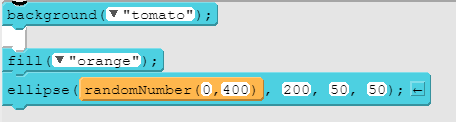 background(▼"tomato");
fill(▼"orange");
ellipse(randomNumber(0,400), 200, 50, 50); ←